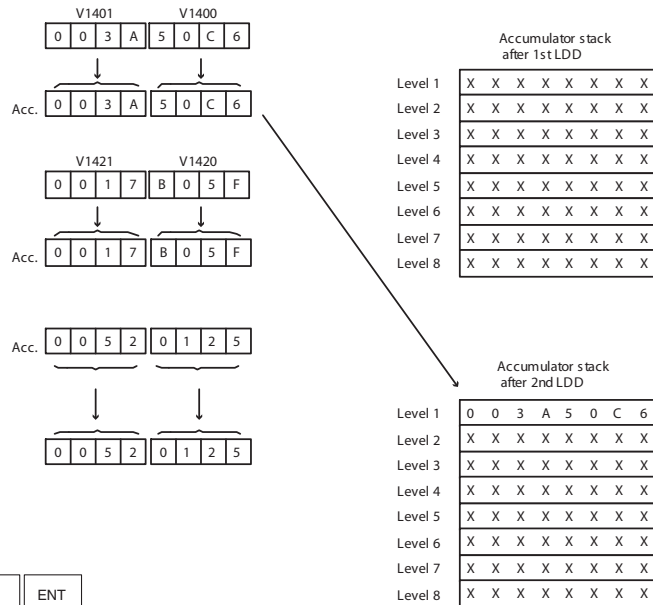 V1401 V1400
0 0 3 A 5 0 C 6
Acc. 0 0 3 A 5 0 C 6
V1421 V1420
0 0 1 7 B 0 5 F
Acc. 0 0 1 7 B 0 5 F
Acc. 0 0 5 2 0 1 2 5
0 0 5 2 0 1 2 5
ENT
Accumulator stack
after 1st LDD
Level 1 X X X X X X X X
Level 2 X X X X X X X X
Level 3 X X X X X X X X
Level 4 X X X X X X X X
Level 5 X X X X X X X X
Level 6 X X X X X X X X
Level 7 X X X X X X X X
Level 8 X X X X X X X X
Accumulator stack
after 2nd LDD
Level 1 0 0 3 A 5 0 C 6
Level 2 X X X X X X X X
Level 3 X X X X X X X X
Level 4 X X X X X X X X
Level 5 X X X X X X X X
Level 6 X X X X X X X X
Level 7 X X X X X X X X
Level 8 X X X X X X X X